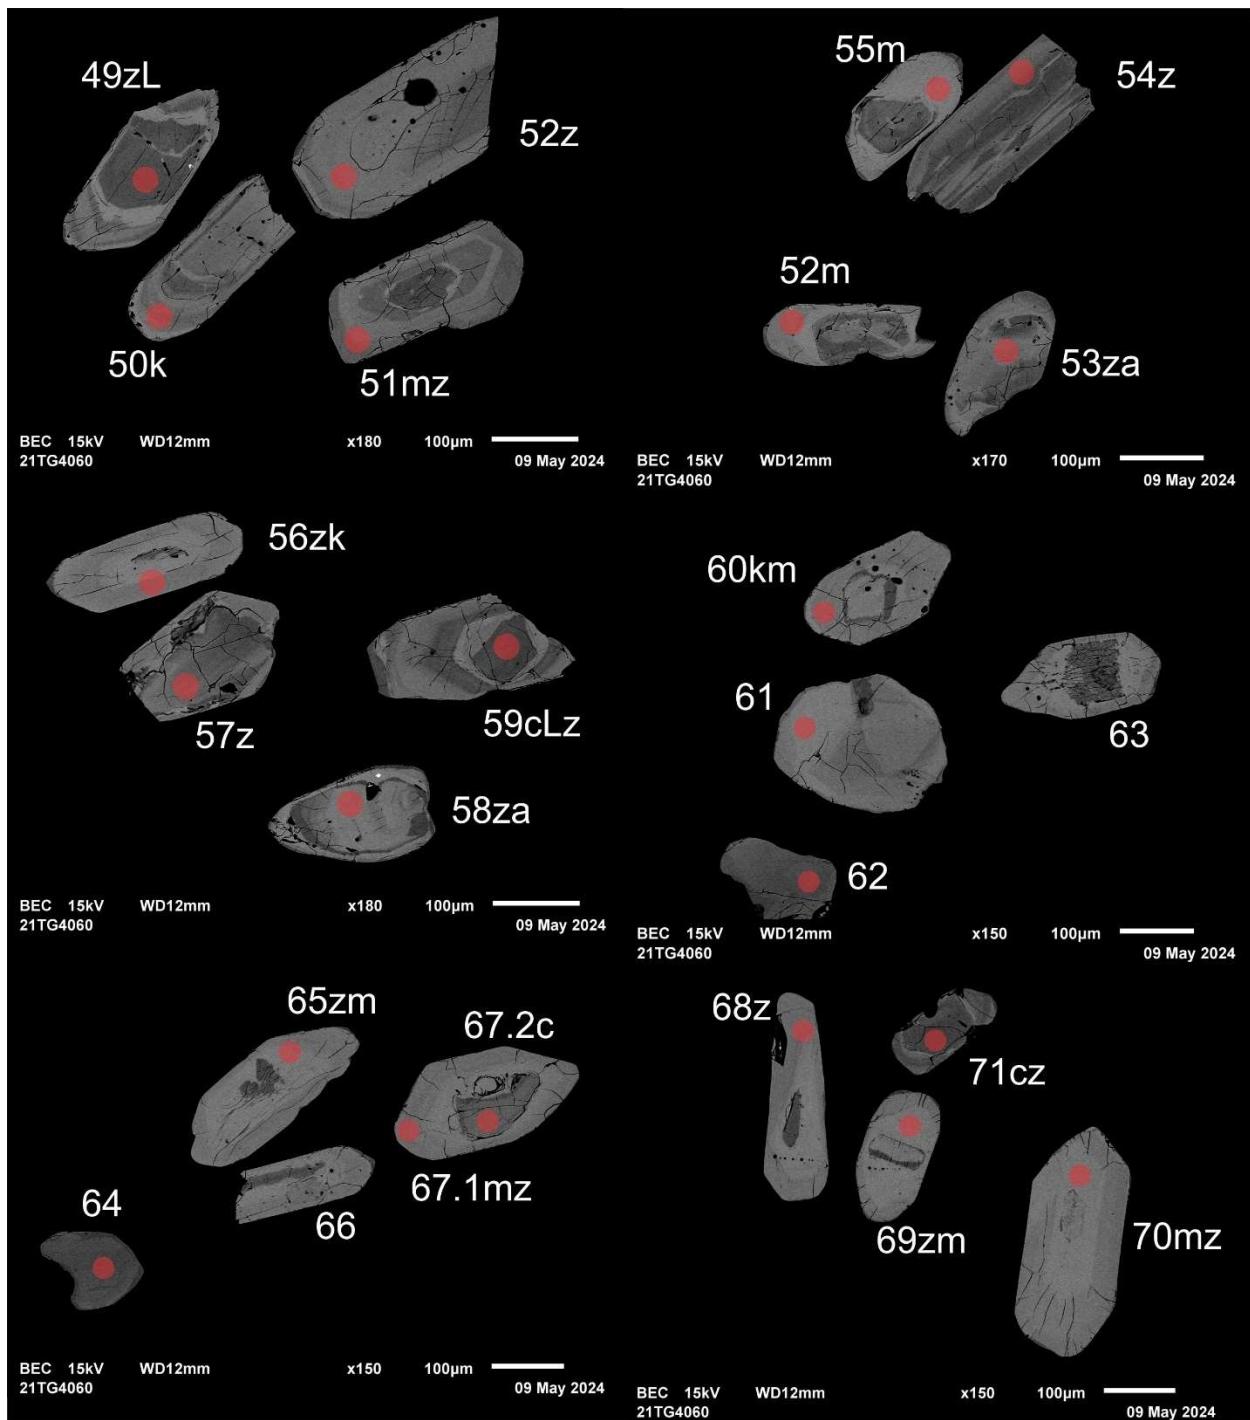 49zL
52z
50k
51mz
BEC 15kV WD12mm x180 100µm
21TG4060 09 May 2024
55m
54z
52m
53za
BEC 15kV WD12mm x170 100µm
21TG4060 09 May 2024
56zk
57z
59cLz
58za
BEC 15kV WD12mm x180 100µm
21TG4060 09 May 2024
60km
61
63
62
BEC 15kV WD12mm x150 100µm
21TG4060 09 May 2024
65zm
67.2c
67.1mz
64
66
BEC 15kV WD12mm x150 100µm
21TG4060 09 May 2024
68z
71cz
69zm
70mz
BEC 15kV WD12mm x150 100µm
21TG4060 09 May 2024